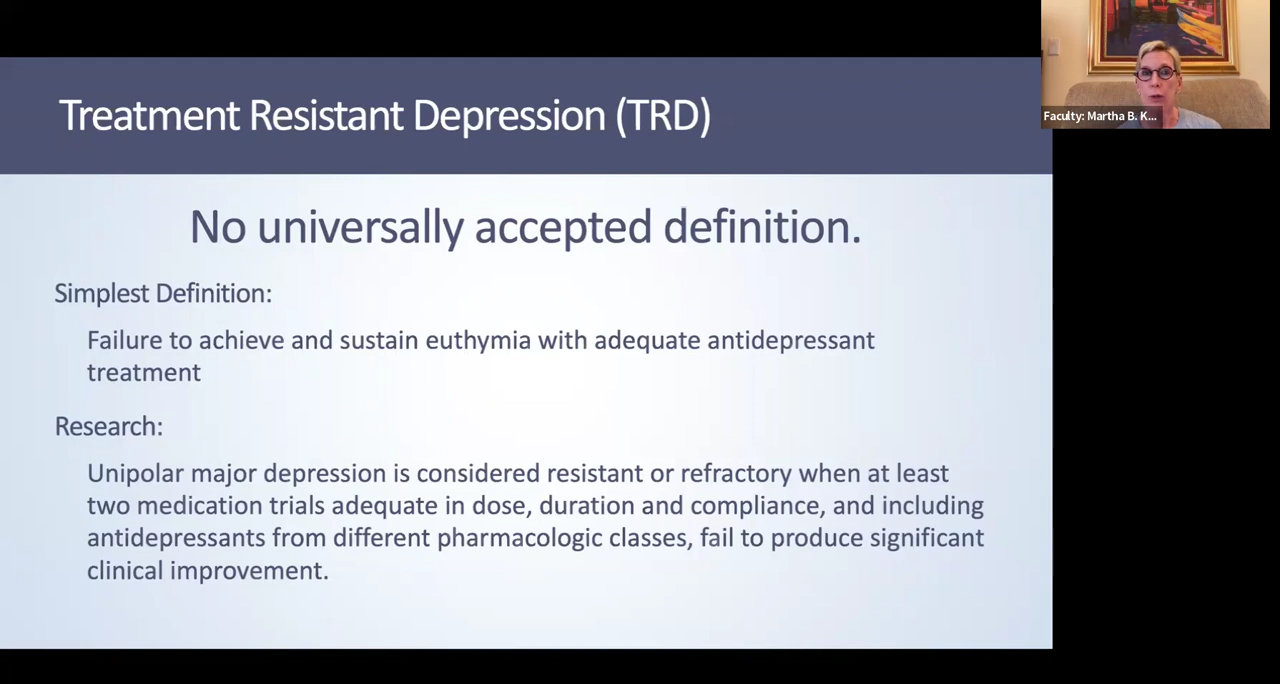 Treatment Resistant Depression (TRD)
Faculty: Martha B. K...
No universally accepted definition.
Simplest Definition:
Failure to achieve and sustain euthymia with adequate antidepressant
treatment
Research:
Unipolar major depression is considered resistant or refractory when at least
two medication trials adequate in dose, duration and compliance, and including
antidepressants from different pharmacologic classes, fail to produce significant
clinical improvement.